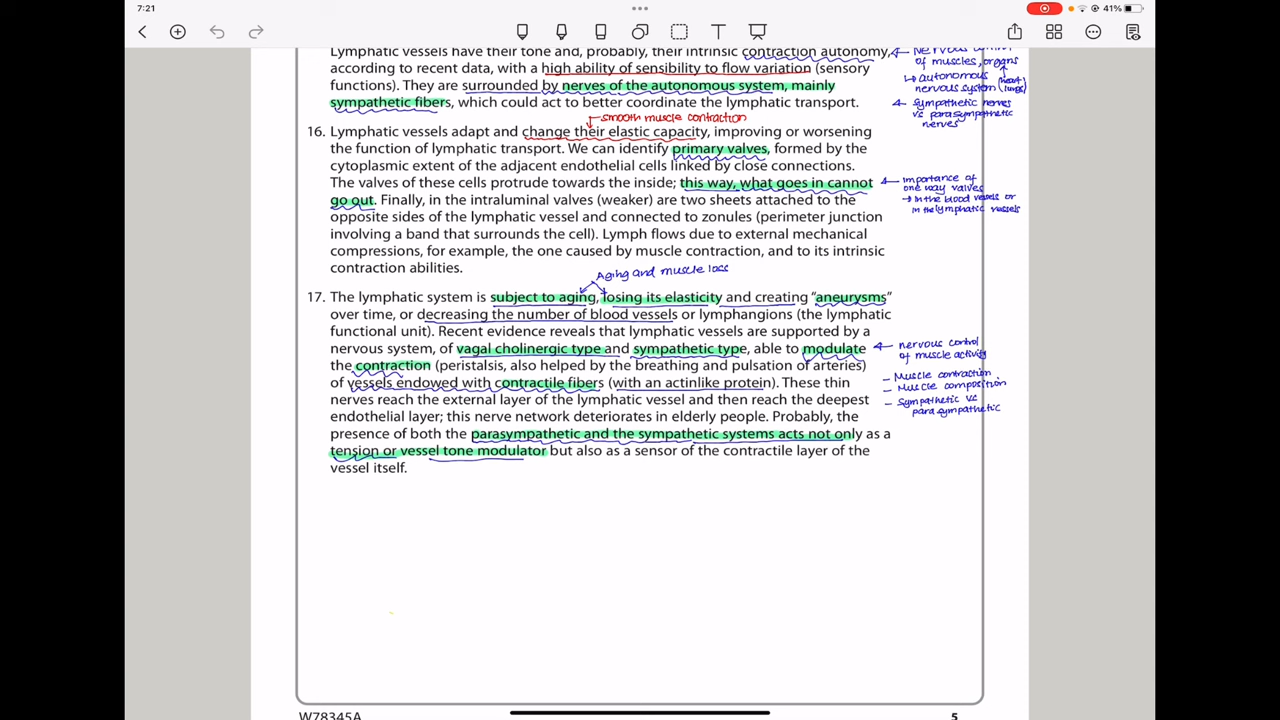 7:21
41%
Lymphatic vessels have their tone and, probably, their intrinsic contraction autonomy,
according to recent data, with a high ability of sensibility to flow variation (sensory
functions). They are surrounded by nerves of the autonomous system, mainly
sympathetic fibers, which could act to better coordinate the lymphatic transport.
of muscles, organs
autonomous
nervous system
(heart
lungs)
sympathetic nerves
vs parasympathetic
nerves
smooth muscle contraction
16. Lymphatic vessels adapt and change their elastic capacity, improving or worsening
the function of lymphatic transport. We can identify primary valves, formed by the
cytoplasmic extent of the adjacent endothelial cells linked by close connections.
The valves of these cells protrude towards the inside; this way, what goes in cannot
go out. Finally, in the intraluminal valves (weaker) are two sheets attached to the
opposite sides of the lymphatic vessel and connected to zonules (perimeter junction
involving a band that surrounds the cell). Lymph flows due to external mechanical
compressions, for example, the one caused by muscle contraction, and to its intrinsic
contraction abilities.
importance of
one way valves
in the blood vessels or
in the lymphatic vessels
Aging and muscle loss
17. The lymphatic system is subject to aging, losing its elasticity and creating “aneurysms”
over time, or decreasing the number of blood vessels or lymphangions (the lymphatic
functional unit). Recent evidence reveals that lymphatic vessels are supported by a
nervous system, of vagal cholinergic type and sympathetic type, able to modulate
the contraction (peristalsis, also helped by the breathing and pulsation of arteries)
of vessels endowed with contractile fibers (with an actinlike protein). These thin
nerves reach the external layer of the lymphatic vessel and then reach the deepest
endothelial layer; this nerve network deteriorates in elderly people. Probably, the
presence of both the parasympathetic and the sympathetic systems acts not only as a
tension or vessel tone modulator but also as a sensor of the contractile layer of the
vessel itself.
nervous control
of muscle activity
- Muscle contraction
- Muscle composition
- Sympathetic vs
para sympathetic
W78345A
5